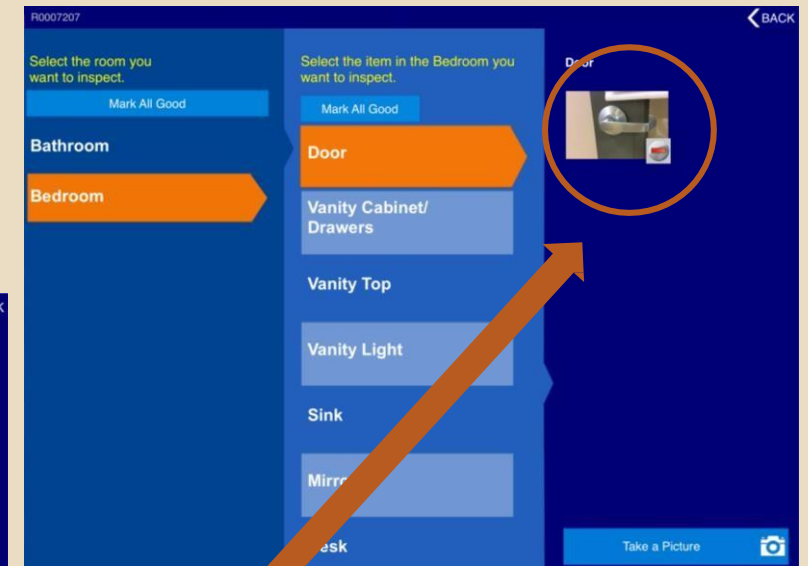 R0007207
BACK
Select the room you
want to inspect.
Mark All Good
Bathroom
Bedroom
Select the item in the Bedroom you
want to inspect.
Mark All Good
Door
Vanity Cabinet/
Drawers
Vanity Top
Vanity Light
Sink
Door
Take a Picture